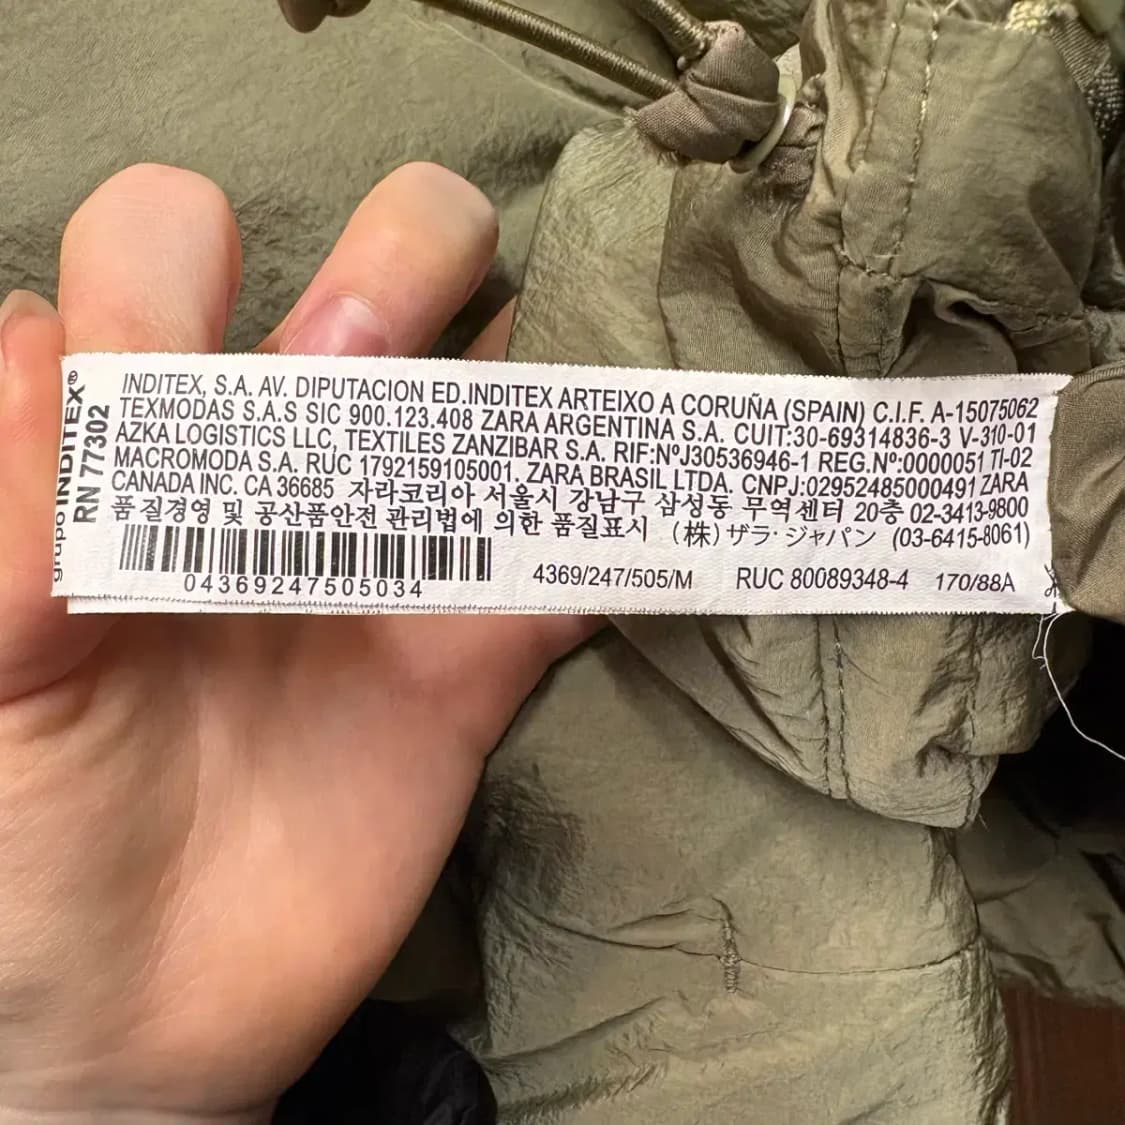 grupo INDITEX®
RN 77302
INDITEX, S.A. AV. DIPUTACION ED.INDITEX ARTEIXO A CORUÑA (SPAIN) C.I.F. A-15075062
TEXMODAS S.A.S SIC 900.123.408 ZARA ARGENTINA S.A. CUIT:30-69314836-3 V-310-01
AZKA LOGISTICS LLC, TEXTILES ZANZIBAR S.A. RIF:NºJ30536946-1 REG.Nº:0000051 TI-02
MACROMODA S.A. RUC 1792159105001. ZARA BRASIL LTDA. CNPJ:02952485000491 ZARA
CANADA INC. CA 36685 자라코리아 서울시 강남구 삼성동 무역센터 20층 02-3413-9800
품질경영 및 공산품안전 관리법에 의한 품질표시 (株)ザラ・ジャパン (03-6415-8061)
04369247505034 4369/247/505/M RUC 80089348-4 170/88A